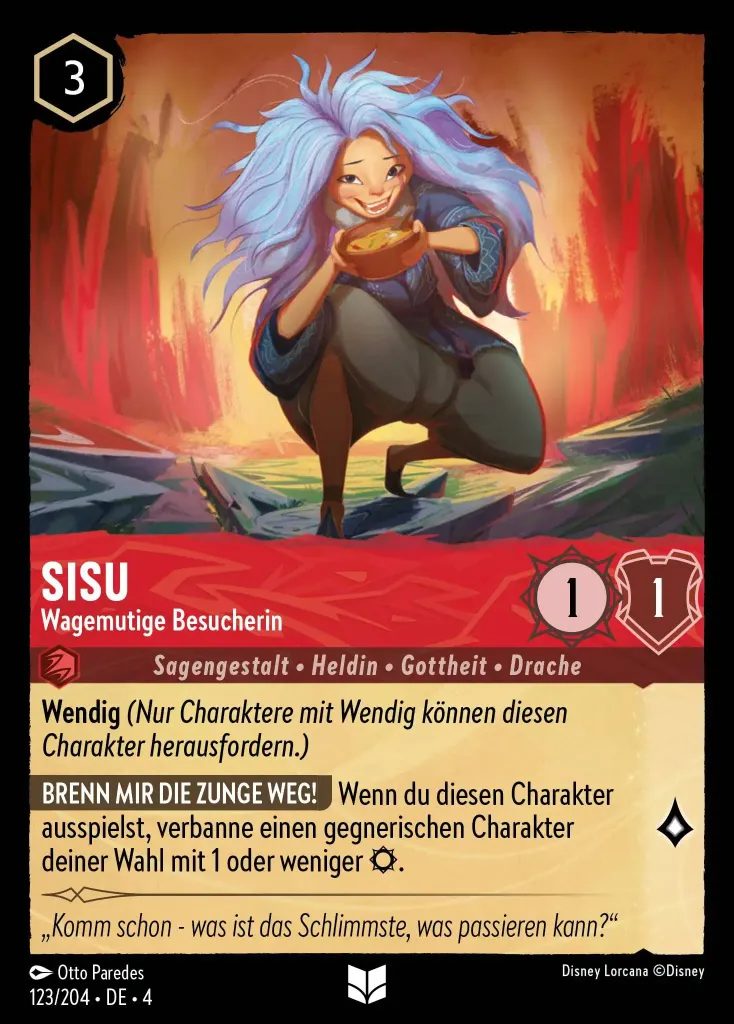 3
SISU
Wagemutige Besucherin
1 1
Sagengestalt • Heldin • Gottheit • Drache
Wendig (Nur Charaktere mit Wendig können diesen
Charakter herausfordern.)
BRENN MIR DIE ZUNGE WEG! Wenn du diesen Charakter
ausspielst, verbanne einen gegnerischen Charakter
deiner Wahl mit 1 oder weniger .
„Komm schon - was ist das Schlimmste, was passieren kann?“
Otto Paredes
123/204 • DE • 4
Disney Lorcana ©Disney